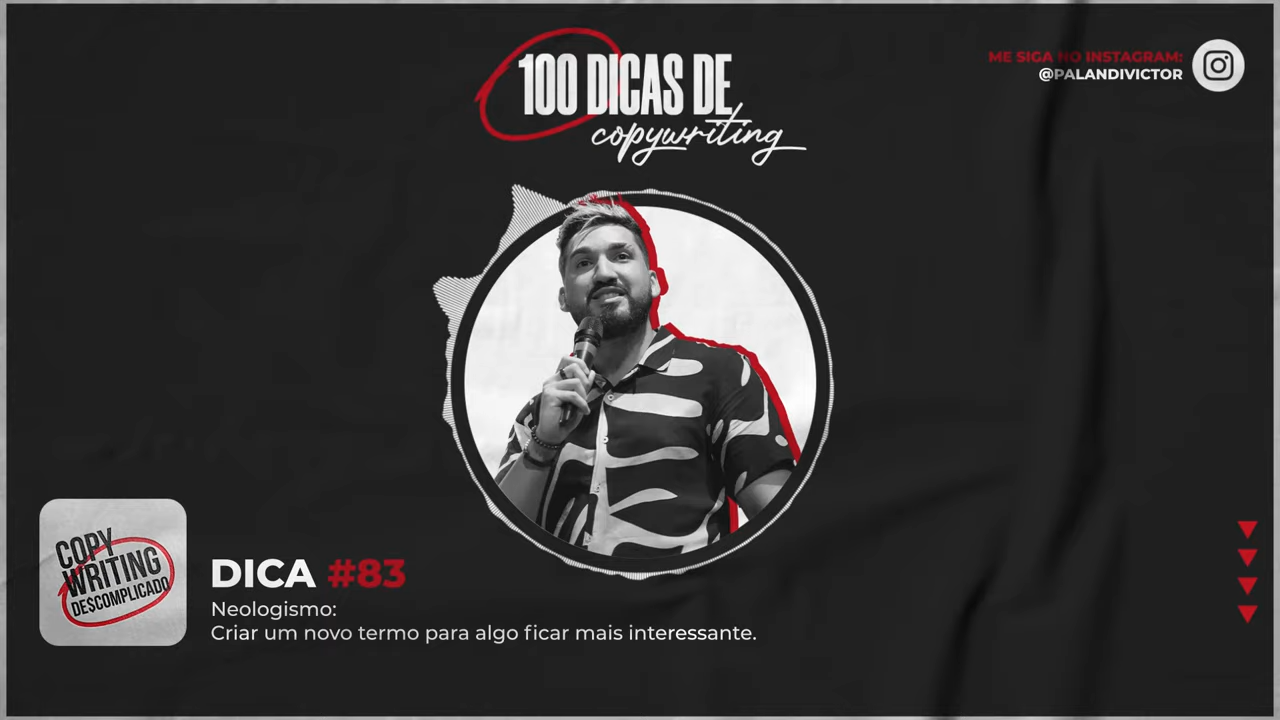 100 DICAS DE
copywriting
ME SIGA NO INSTAGRAM:
@PALANDIVICTOR
COPY
WRITING
DESCOMPLICADO
DICA #83
Neologismo:
Criar um novo termo para algo ficar mais interessante.